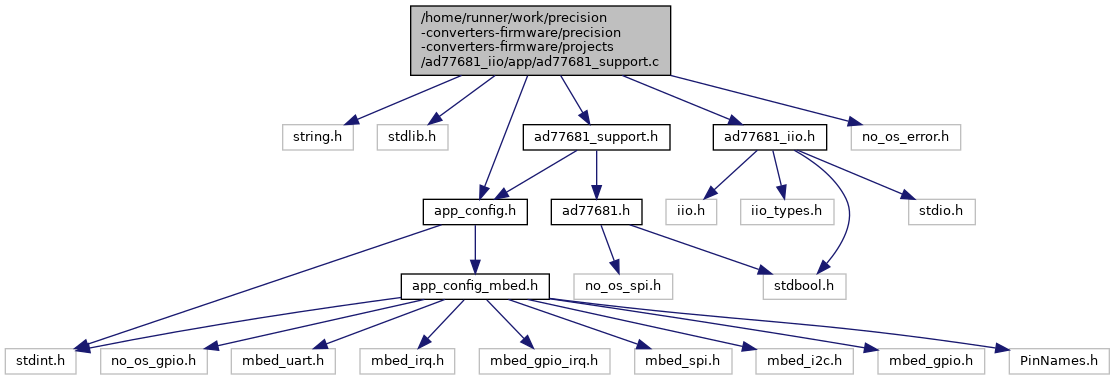 /home/runner/work/precision
-converters-firmware/precision
-converters-firmware/projects
/ad77681_iio/app/ad77681_support.c
string.h
stdlib.h
ad77681_support.h
ad77681_iio.h
no_os_error.h
app_config.h
ad77681.h
iio.h
iio_types.h
stdio.h
app_config_mbed.h
no_os_spi.h
stdbool.h
stdint.h
no_os_gpio.h
mbed_uart.h
mbed_irq.h
mbed_gpio_irq.h
mbed_spi.h
mbed_i2c.h
mbed_gpio.h
PinNames.h